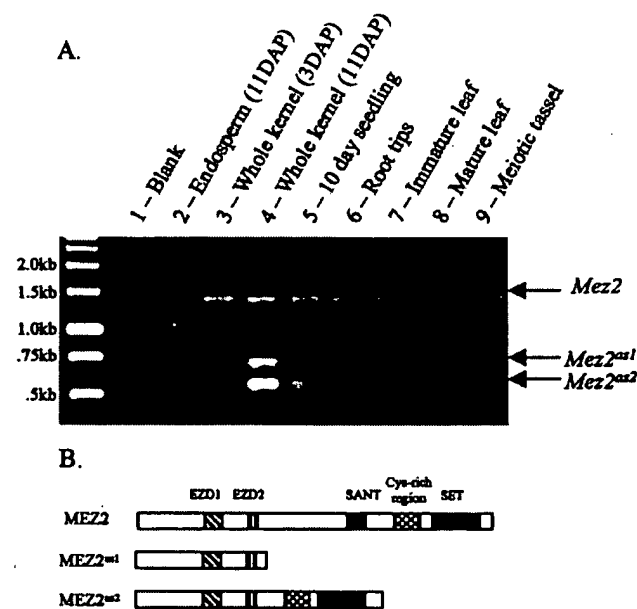 A.
1 – Blank
2 – Endosperm (11DAP)
3 – Whole kernel (3DAP)
4 – Whole kernel (11DAP)
5 – 10 day seedling
6 – Root tips
7 – Immature leaf
8 – Mature leaf
9 – Meiotic tassel
2.0kb
1.5kb
1.0kb
.75kb
.5kb
Mez2
Mez2as1
Mez2as2
B.
EZD1 EZD2 SANT Cys-rich region SET
MEZ2
MEZ2as1
MEZ2as2